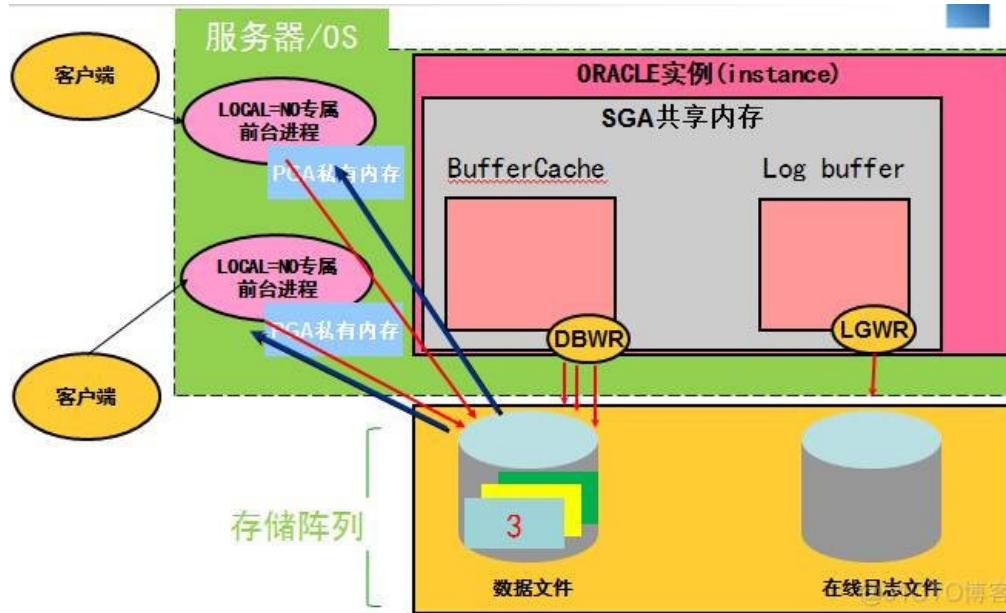 服务器/OS
客户端
LOCAL=NO专属
前台进程
PGA私有内存
LOCAL=NO专属
前台进程
PGA私有内存
客户端
ORACLE实例(instance)
SGA共享内存
BufferCache
Log buffer
DBWR
LGWR
存储阵列
3
数据文件
在线日志文件